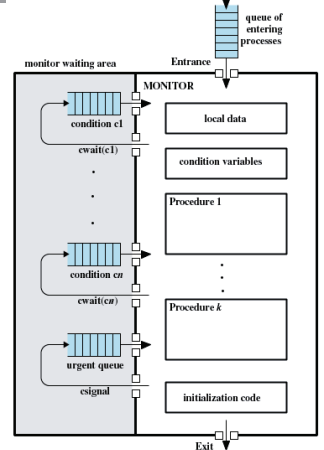 queue of
entering
processes
Entrance
monitor waiting area
MONITOR
condition c1
local data
cwait(c1)
condition variables
Procedure 1
condition cn
cwait(cn)
Procedure k
urgent queue
csignal
initialization code
Exit